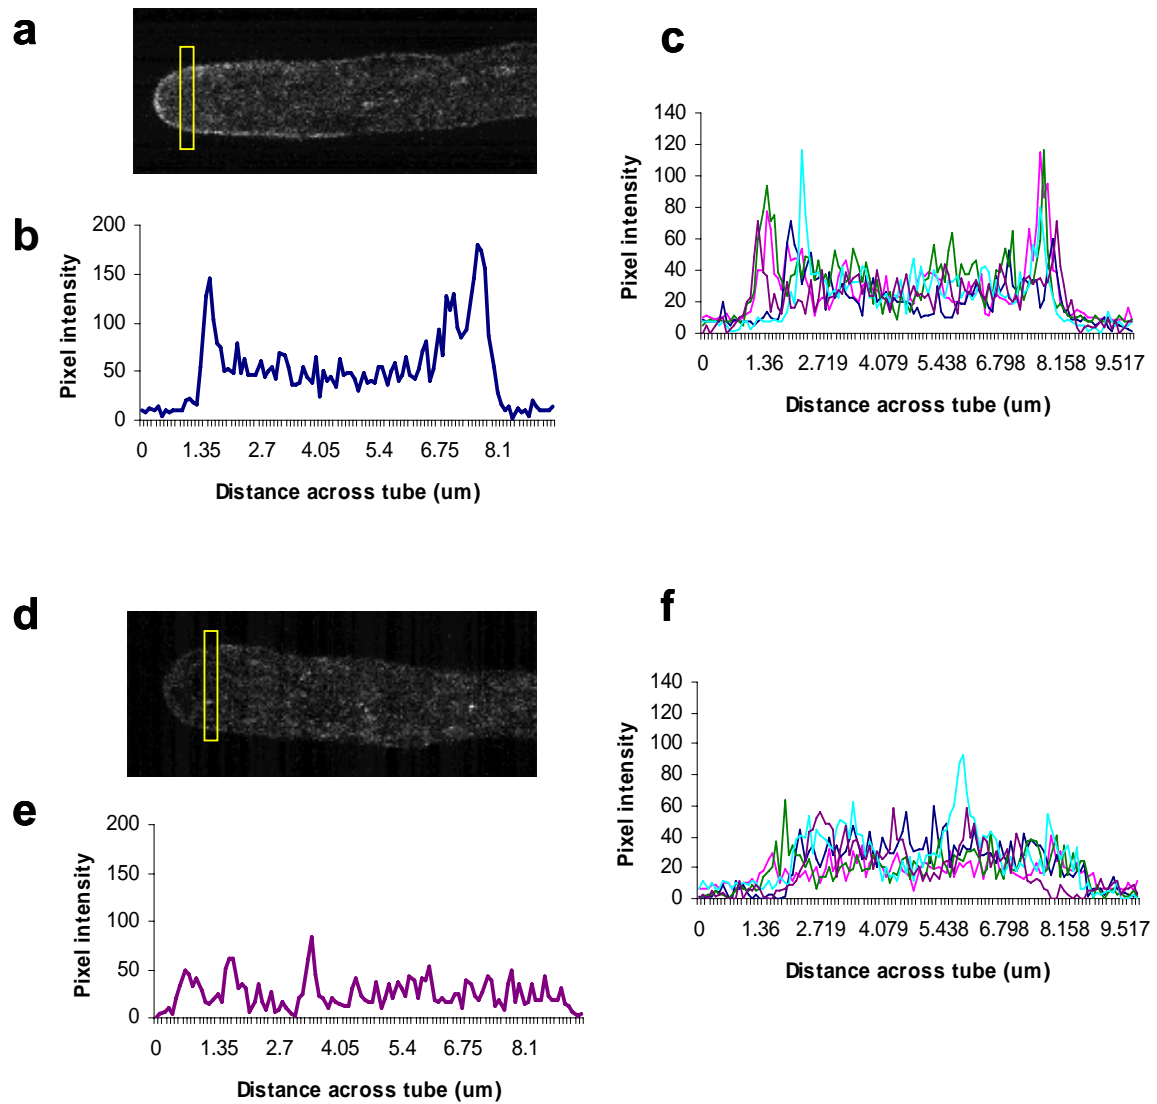 a
b
200
150
100
50
0
Pixel intensity
0 1.35 2.7 4.05 5.4 6.75 8.1
Distance across tube (um)
c
140
120
100
80
60
40
20
0
Pixel intensity
0 1.36 2.719 4.079 5.438 6.798 8.158 9.517
Distance across tube (um)
d
e
200
150
100
50
0
Pixel intensity
0 1.35 2.7 4.05 5.4 6.75 8.1
Distance across tube (um)
f
140
120
100
80
60
40
20
0
Pixel intensity
0 1.36 2.719 4.079 5.438 6.798 8.158 9.517
Distance across tube (um)